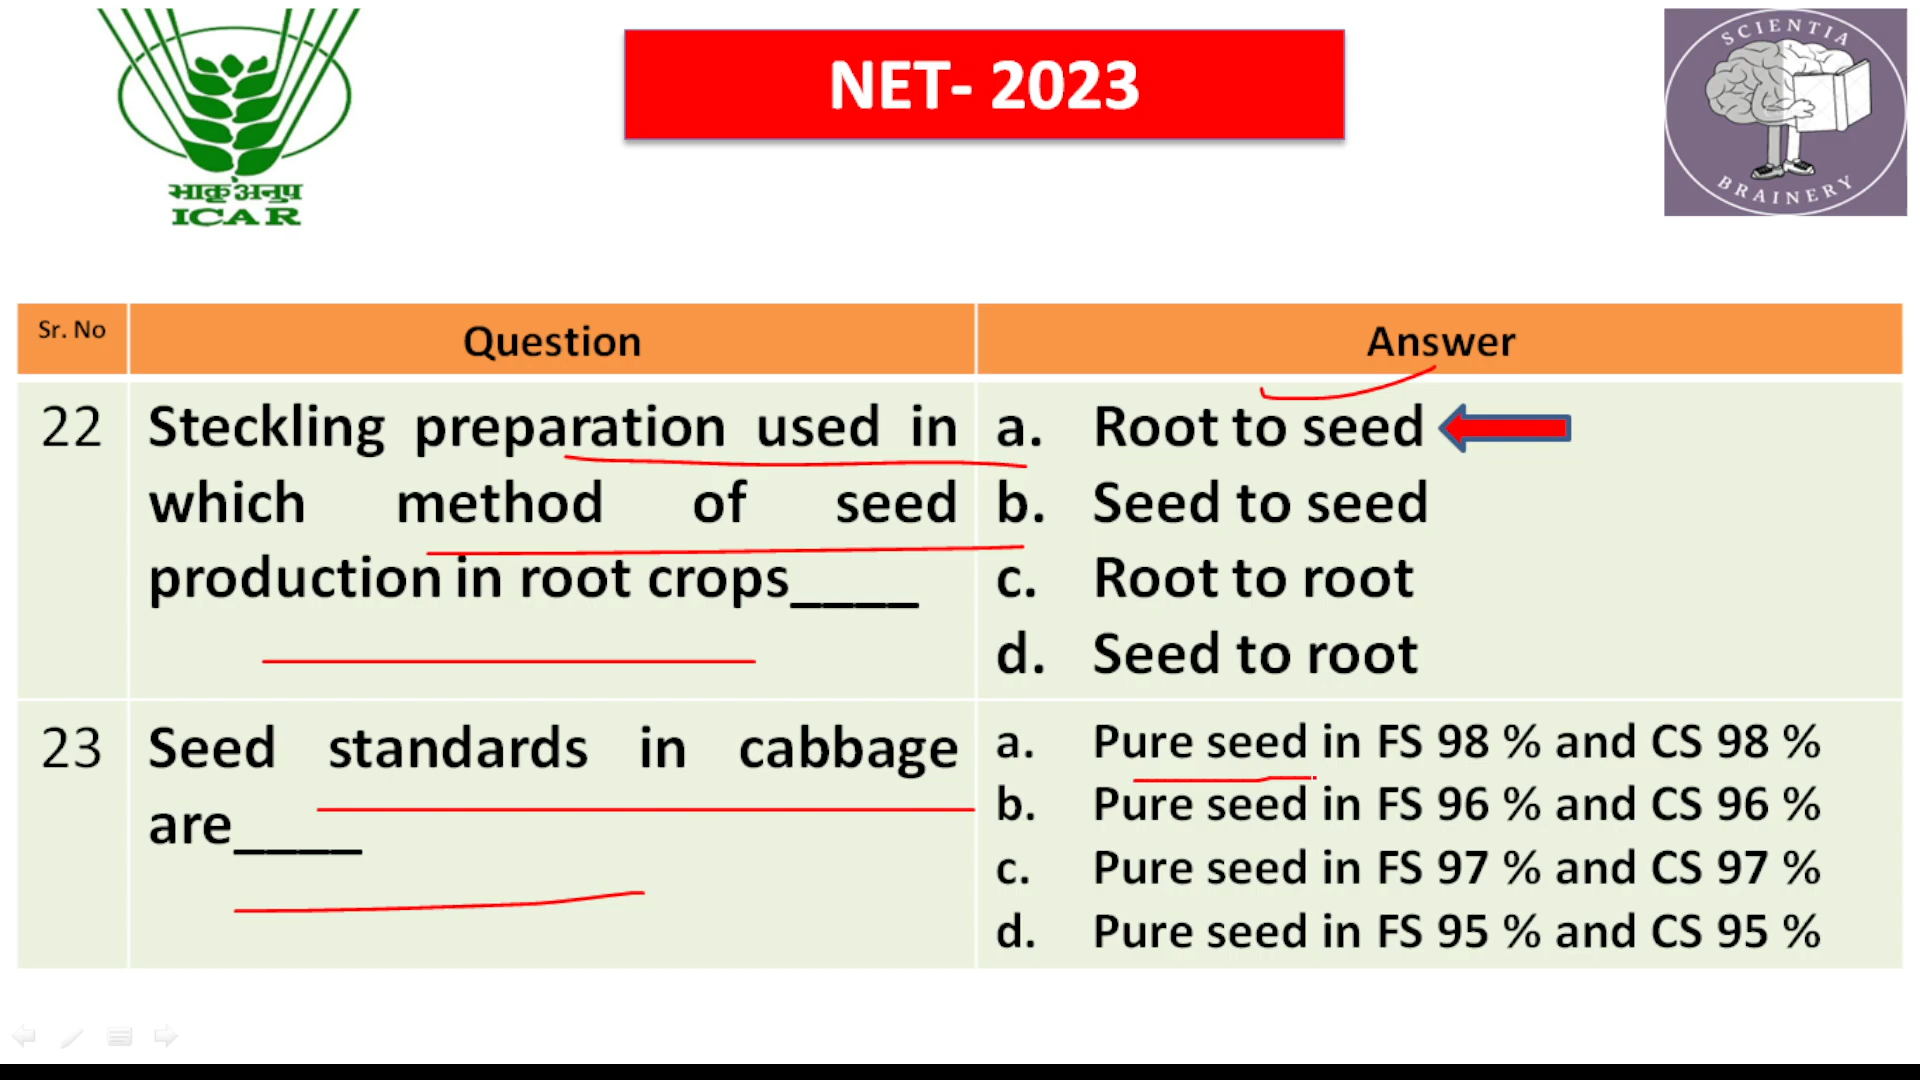 भाकृअनुप
ICAR
NET- 2023
SCIENTIA
BRAINERY
Sr. No
Question
Answer
22
Steckling preparation used in
which method of seed
production in root crops____
a. Root to seed
b. Seed to seed
c. Root to root
d. Seed to root
23
Seed standards in cabbage
are____
a. Pure seed in FS 98 % and CS 98 %
b. Pure seed in FS 96 % and CS 96 %
c. Pure seed in FS 97 % and CS 97 %
d. Pure seed in FS 95 % and CS 95 %